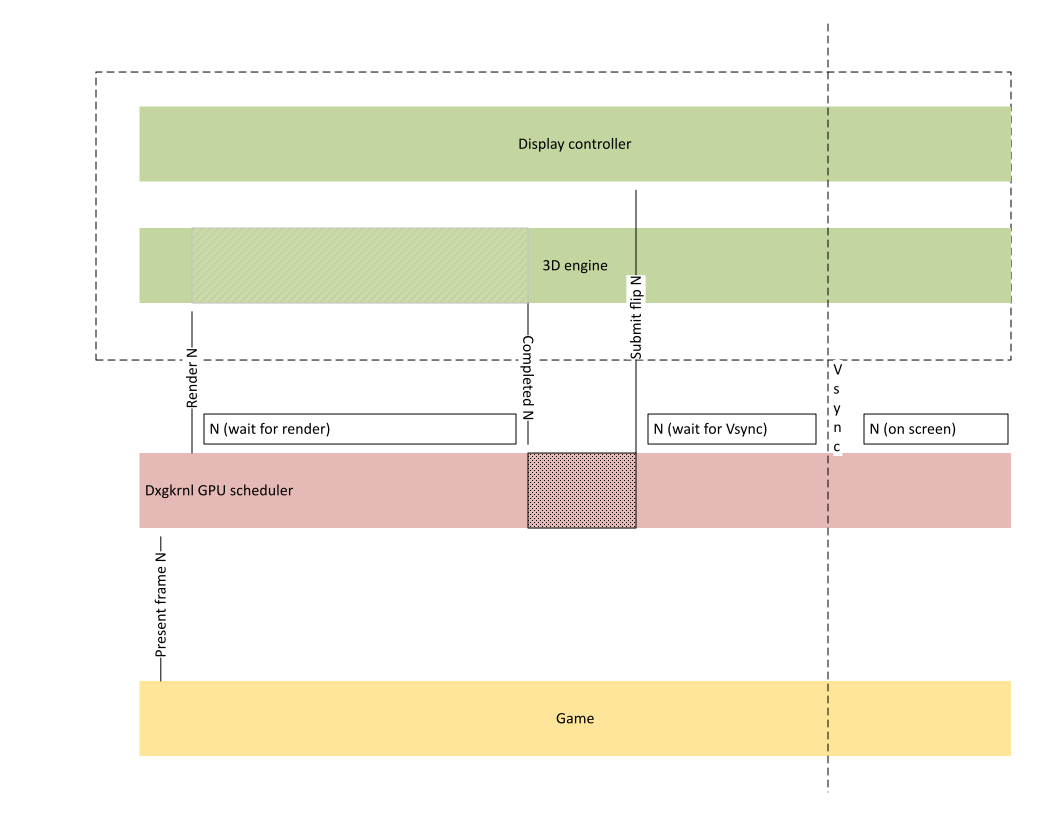 Display controller
3D engine
Submit flip N
Render N
Completed N
Vsync
N (wait for render)
N (wait for Vsync)
N (on screen)
Dxgkrnl GPU scheduler
Present frame N
Game